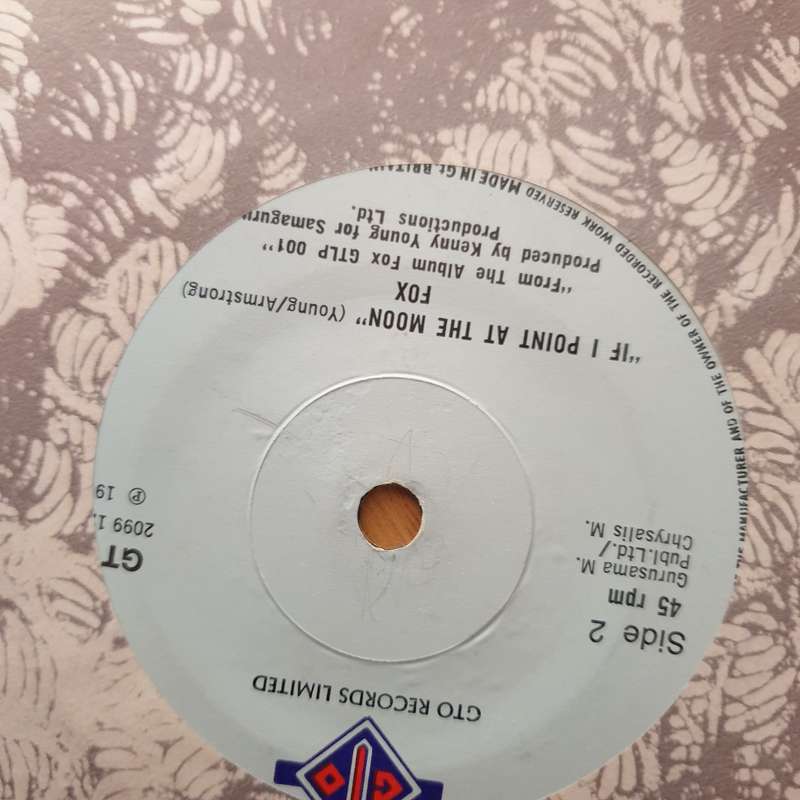 GTO RECORDS LIMITED
Side 2
45 rpm
Gurusama M.
Publ.Ltd./
Chrysalis M.
GT
2099 1
℗ 19
"IF I POINT AT THE MOON" (Young/Armstrong)
FOX
"From The Album Fox GTLP 001"
Produced by Kenny Young for Samaguru
Productions Ltd.
MANUFACTURER AND OF THE OWNER OF THE RECORDED WORK RESERVED MADE IN Gt. BRITAIN